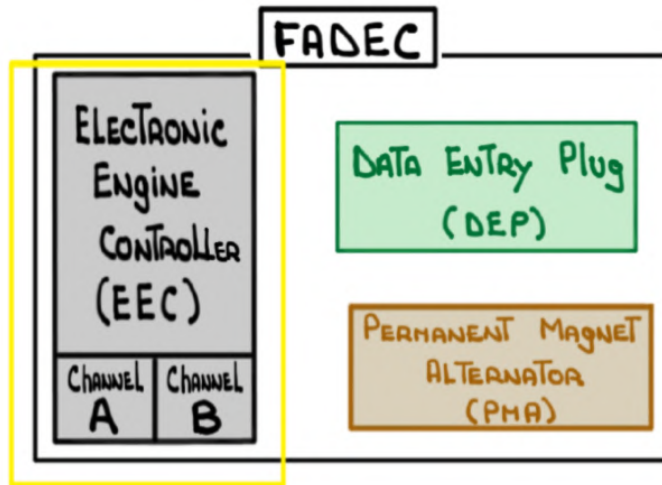 FADEC
ELECTRONIC
ENGINE
CONTROLLER
(EEC)
CHANNEL
A
CHANNEL
B
DATA ENTRY PLUG
(DEP)
PERMANENT MAGNET
ALTERNATOR
(PMA)